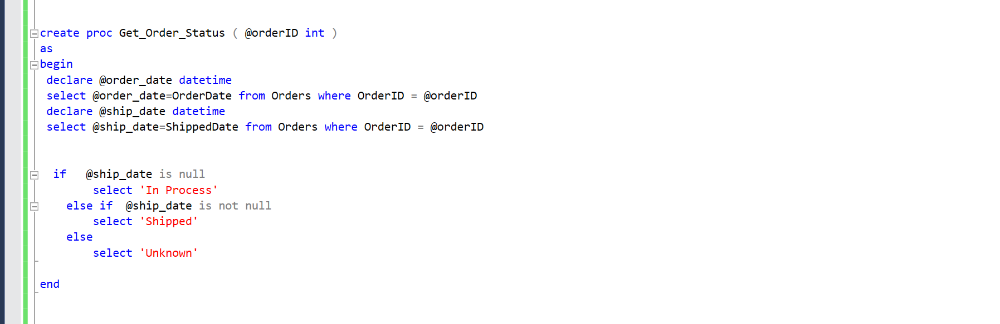 create proc Get_Order_Status ( @orderID int )
as
begin
declare @order_date datetime
select @order_date=OrderDate from Orders where OrderID = @orderID
declare @ship_date datetime
select @ship_date=ShippedDate from Orders where OrderID = @orderID
if   @ship_date is null
select 'In Process'
else if  @ship_date is not null
select 'Shipped'
else
select 'Unknown'
end